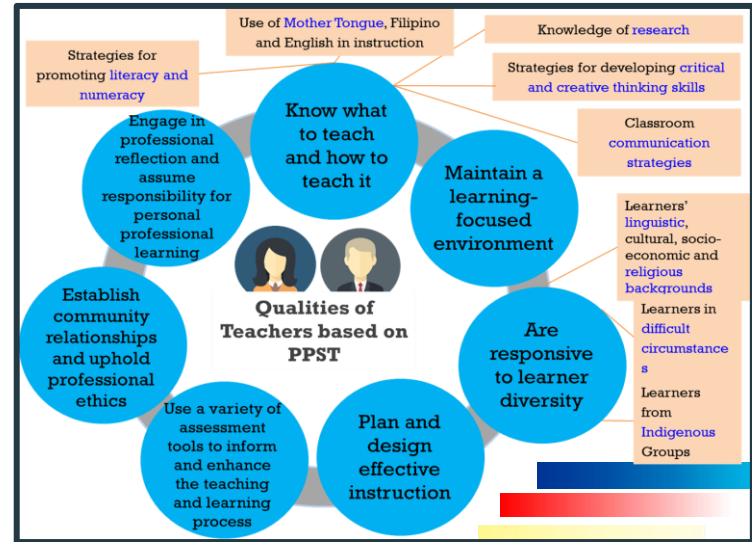 Use of Mother Tongue, Filipino
and English in instruction
Knowledge of research
Strategies for
promoting literacy and
numeracy
Strategies for developing critical
and creative thinking skills
Classroom
communication
strategies
Know what
to teach
and how to
teach it
Engage in
professional
reflection and
assume
responsibility for
personal
professional
learning
Maintain a
learning-
focused
environment
Learners'
linguistic,
cultural, socio-
economic and
religious
backgrounds
Qualities of
Teachers based on
PPST
Establish
community
relationships
and uphold
professional
ethics
Are
responsive
to learner
diversity
Learners in
difficult
circumstance
s
Learners
from
Indigenous
Groups
Use a variety of
assessment
tools to inform
and enhance
the teaching
and learning
process
Plan and
design
effective
instruction